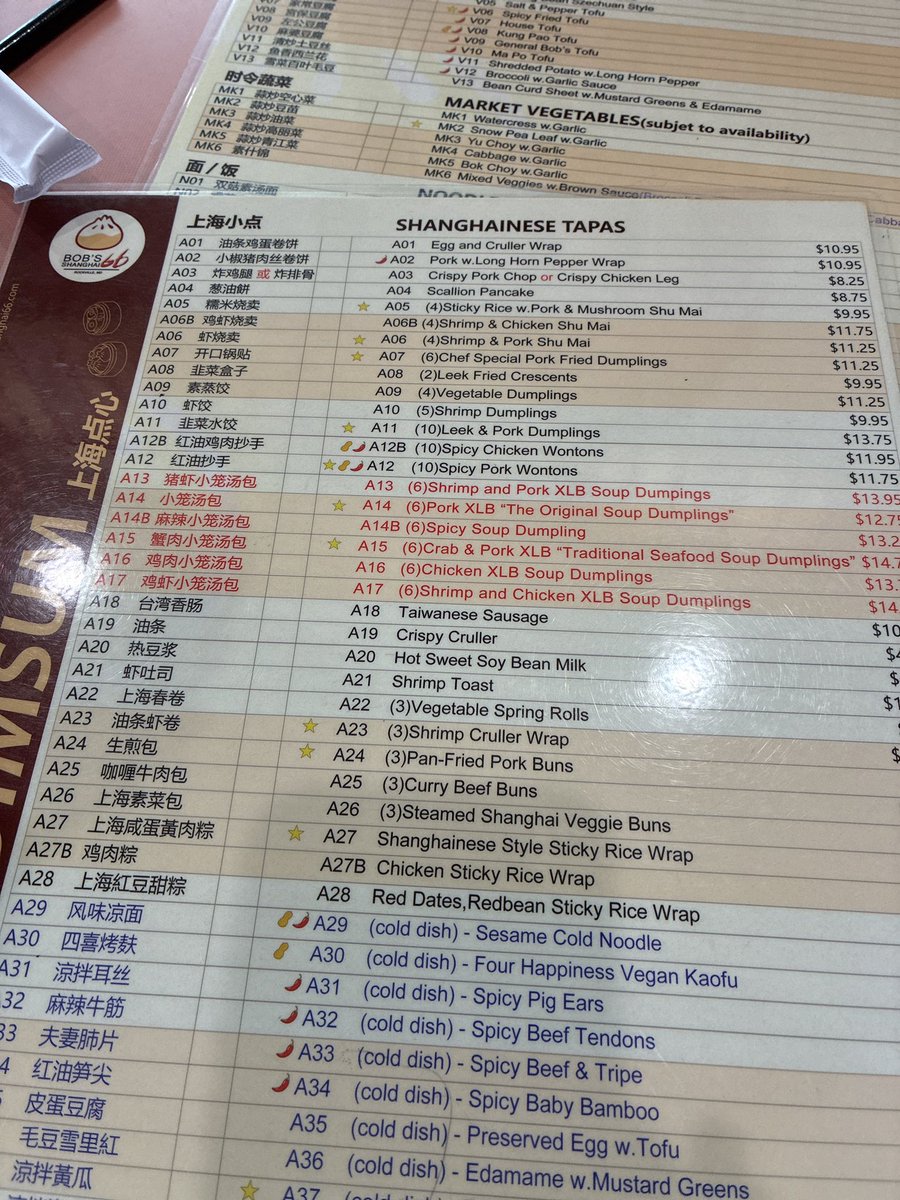 V08 宫保豆腐
V09 左公豆腐
V10 麻婆豆腐
V11 清炒土豆丝
V12 鱼香西兰花
V13 雪菜百叶毛豆
时令蔬菜
MK1 蒜炒空心菜
MK2 蒜炒豆苗
MK3 蒜炒油菜
MK4 蒜炒高丽菜
MK5 蒜炒青江菜
MK6 素什锦
面 / 饭
N01 双菇素汤面
V05 Salt & Pepper Tofu
V06 Spicy Fried Tofu
V07 House Tofu
V08 Kung Pao Tofu
V09 General Bob's Tofu
V10 Ma Po Tofu
V11 Shredded Potato w.Long Horn Pepper
V12 Broccoli w.Garlic Sauce
V13 Bean Curd Sheet w.Mustard Greens & Edamame
MARKET VEGETABLES(subjet to availability)
MK1 Watercress w.Garlic
MK2 Snow Pea Leaf w.Garlic
MK3 Yu Choy w.Garlic
MK4 Cabbage w.Garlic
MK5 Bok Choy w.Garlic
MK6 Mixed Veggies w.Brown Sauce
BOB'S
SHANGHAI 66
ROCKVILLE, MD
上海点心
上海小点 SHANGHAINESE TAPAS
A01 油条鸡蛋卷饼 A01 Egg and Cruller Wrap $10.95
A02 小椒猪肉丝卷饼 A02 Pork w.Long Horn Pepper Wrap $10.95
A03 炸鸡腿 或 炸排骨 A03 Crispy Pork Chop or Crispy Chicken Leg $8.25
A04 葱油餅 A04 Scallion Pancake $8.75
A05 糯米烧卖 A05 (4)Sticky Rice w.Pork & Mushroom Shu Mai $9.95
A06B 鸡虾烧卖 A06B (4)Shrimp & Chicken Shu Mai $11.75
A06 虾烧卖 A06 (4)Shrimp & Pork Shu Mai $11.25
A07 开口锅贴 A07 (6)Chef Special Pork Fried Dumplings $11.25
A08 韭菜盒子 A08 (2)Leek Fried Crescents $9.95
A09 素蒸饺 A09 (4)Vegetable Dumplings $11.25
A10 虾饺 A10 (5)Shrimp Dumplings $9.95
A11 韭菜水饺 A11 (10)Leek & Pork Dumplings $13.75
A12B 红油鸡肉抄手 A12B (10)Spicy Chicken Wontons $11.95
A12 红油抄手 A12 (10)Spicy Pork Wontons $11.75
A13 猪虾小笼汤包 A13 (6)Shrimp and Pork XLB Soup Dumpings $13.95
A14 小笼汤包 A14 (6)Pork XLB "The Original Soup Dumplings"
A14B 麻辣小笼汤包 A14B (6)Spicy Soup Dumpling
A15 蟹肉小笼汤包 A15 (6)Crab & Pork XLB "Traditional Seafood Soup Dumplings"
A16 鸡肉小笼汤包 A16 (6)Chicken XLB Soup Dumplings
A17 鸡虾小笼汤包 A17 (6)Shrimp and Chicken XLB Soup Dumplings
A18 台湾香肠 A18 Taiwanese Sausage
A19 油条 A19 Crispy Cruller
A20 热豆浆 A20 Hot Sweet Soy Bean Milk
A21 虾吐司 A21 Shrimp Toast
A22 上海春卷 A22 (3)Vegetable Spring Rolls
A23 油条虾卷 A23 (3)Shrimp Cruller Wrap
A24 生煎包 A24 (3)Pan-Fried Pork Buns
A25 咖喱牛肉包 A25 (3)Curry Beef Buns
A26 上海素菜包 A26 (3)Steamed Shanghai Veggie Buns
A27 上海咸蛋黃肉粽 A27 Shanghainese Style Sticky Rice Wrap
A27B 鸡肉粽 A27B Chicken Sticky Rice Wrap
A28 上海紅豆甜粽 A28 Red Dates,Redbean Sticky Rice Wrap
A29 风味凉面 A29 (cold dish) - Sesame Cold Noodle
A30 四喜烤麸 A30 (cold dish) - Four Happiness Vegan Kaofu
A31 涼拌耳丝 A31 (cold dish) - Spicy Pig Ears
32 麻辣牛筋 A32 (cold dish) - Spicy Beef Tendons
33 夫妻肺片 A33 (cold dish) - Spicy Beef & Tripe
4 红油笋尖 A34 (cold dish) - Spicy Baby Bamboo
皮蛋豆腐 A35 (cold dish) - Preserved Egg w.Tofu
毛豆雪里紅 A36 (cold dish) - Edamame w.Mustard Greens
涼拌黃瓜 A37